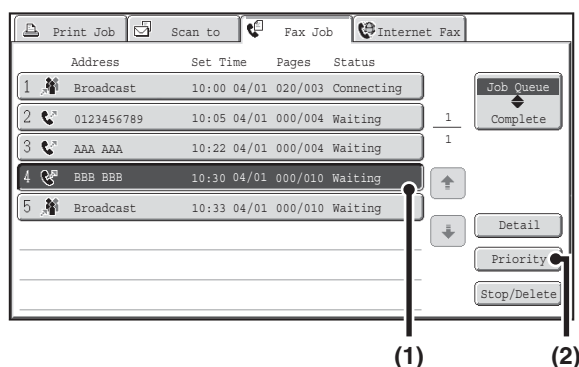 Print Job Scan to Fax Job Internet Fax
Address Set Time Pages Status
1 Broadcast 10:00 04/01 020/003 Connecting
2 0123456789 10:05 04/01 000/004 Waiting
3 AAA AAA 10:22 04/01 000/004 Waiting
4 BBB BBB 10:30 04/01 000/010 Waiting
5 Broadcast 10:33 04/01 000/010 Waiting
1
1
Job Queue
Complete
Detail
Priority
Stop/Delete
(1) (2)